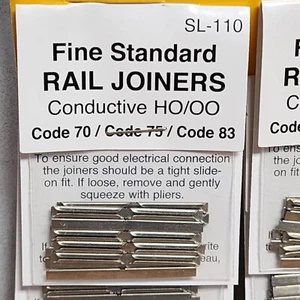 SL-110
Fine Standard
RAIL JOINERS
Conductive HO/OO
Code 70 / Code 75 / Code 83
To ensure good electrical connection
the joiners should be a tight slide-
on fit. If loose, remove and gently
squeeze with pliers.